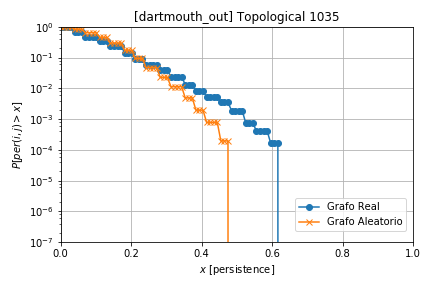 [dartmouth_out] Topological 1035
10^0
10^-1
10^-2
10^-3
10^-4
10^-5
10^-6
10^-7
P[per(i,j) > x]
Grafo Real
Grafo Aleatorio
0.0 0.2 0.4 0.6 0.8 1.0
x [persistence]